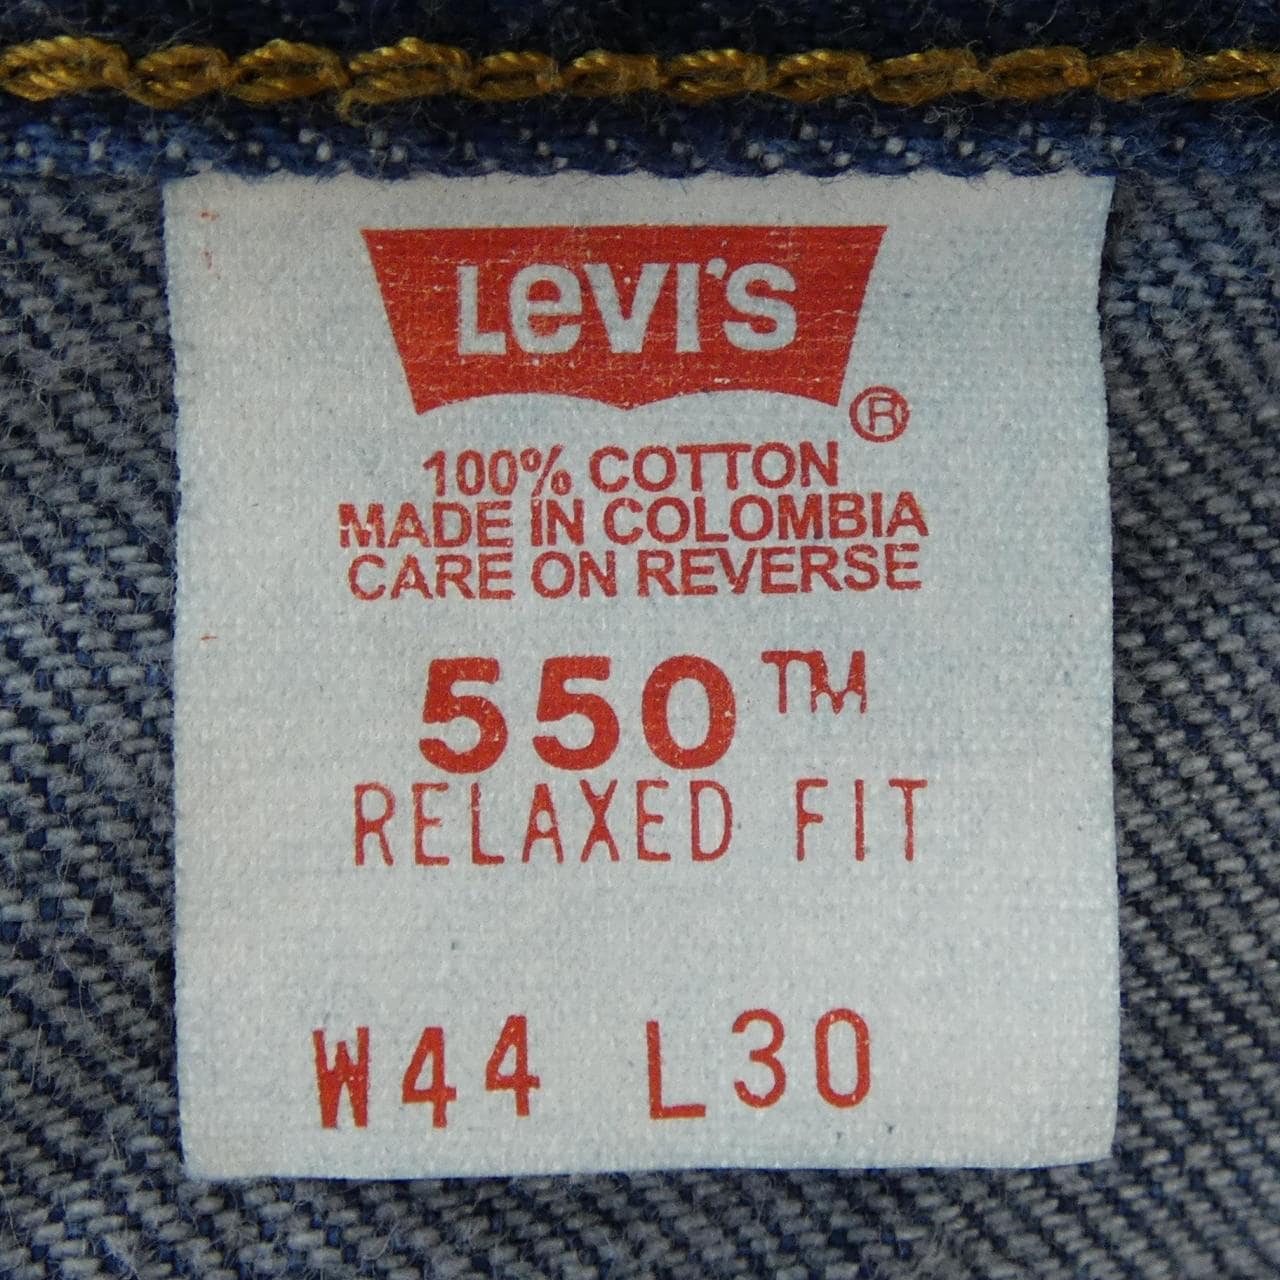 Levi's
®
100% COTTON
MADE IN COLOMBIA
CARE ON REVERSE
550™
RELAXED FIT
W44 L30